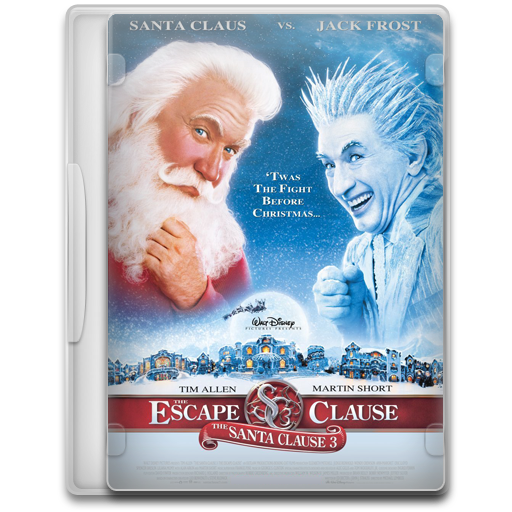 SANTA CLAUS VS. JACK FROST
'TWAS
THE FIGHT
BEFORE
CHRISTMAS...
WALT DISNEY
PICTURES PRESENTS
TIM ALLEN MARTIN SHORT
THE
ESCAPE SC3 CLAUSE
THE SANTA CLAUSE 3